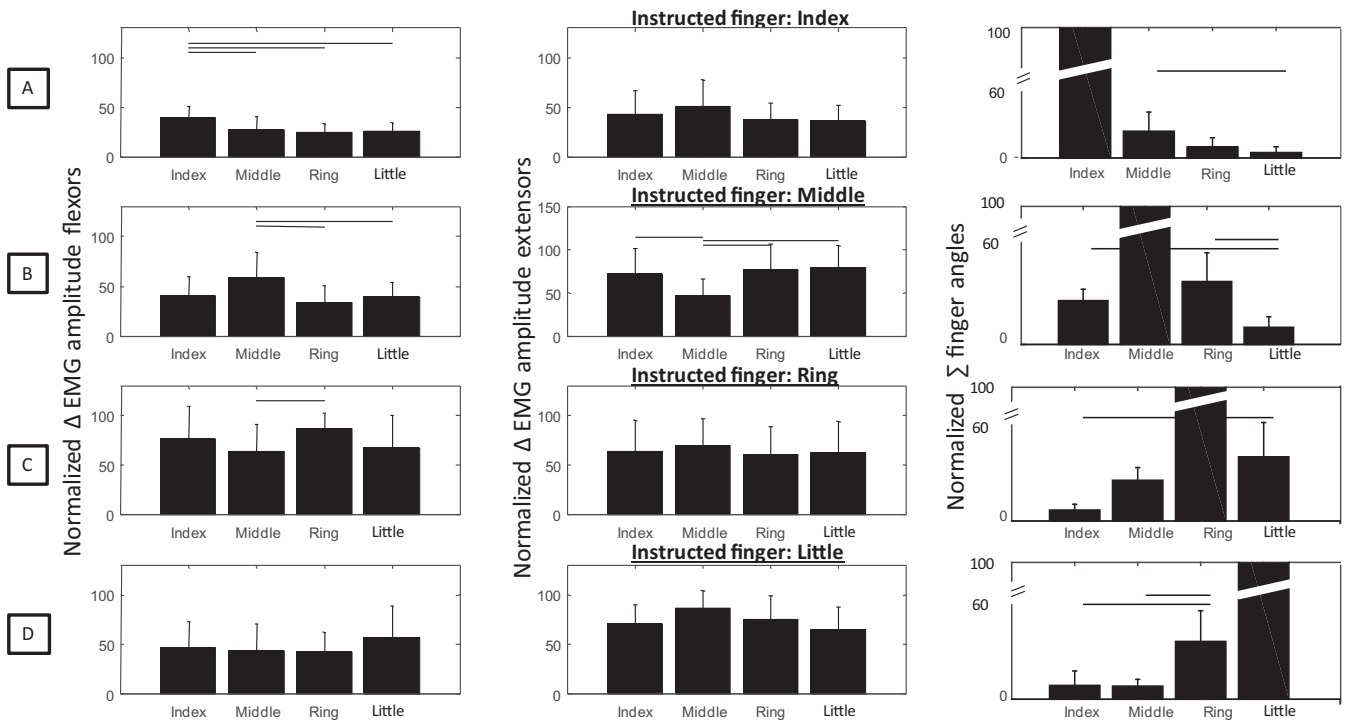 Normalized Δ EMG amplitude flexors
Normalized Δ EMG amplitude extensors
Normalized Σ finger angles
Instructed finger: Index
A
100
50
0
Index Middle Ring Little
100
50
0
Index Middle Ring Little
100
60
0
Index Middle Ring Little
Instructed finger: Middle
B
100
50
0
Index Middle Ring Little
150
100
50
0
Index Middle Ring Little
100
60
0
Index Middle Ring Little
Instructed finger: Ring
C
100
50
0
Index Middle Ring Little
100
50
0
Index Middle Ring Little
100
60
0
Index Middle Ring Little
Instructed finger: Little
D
100
50
0
Index Middle Ring Little
100
50
0
Index Middle Ring Little
100
60
0
Index Middle Ring Little